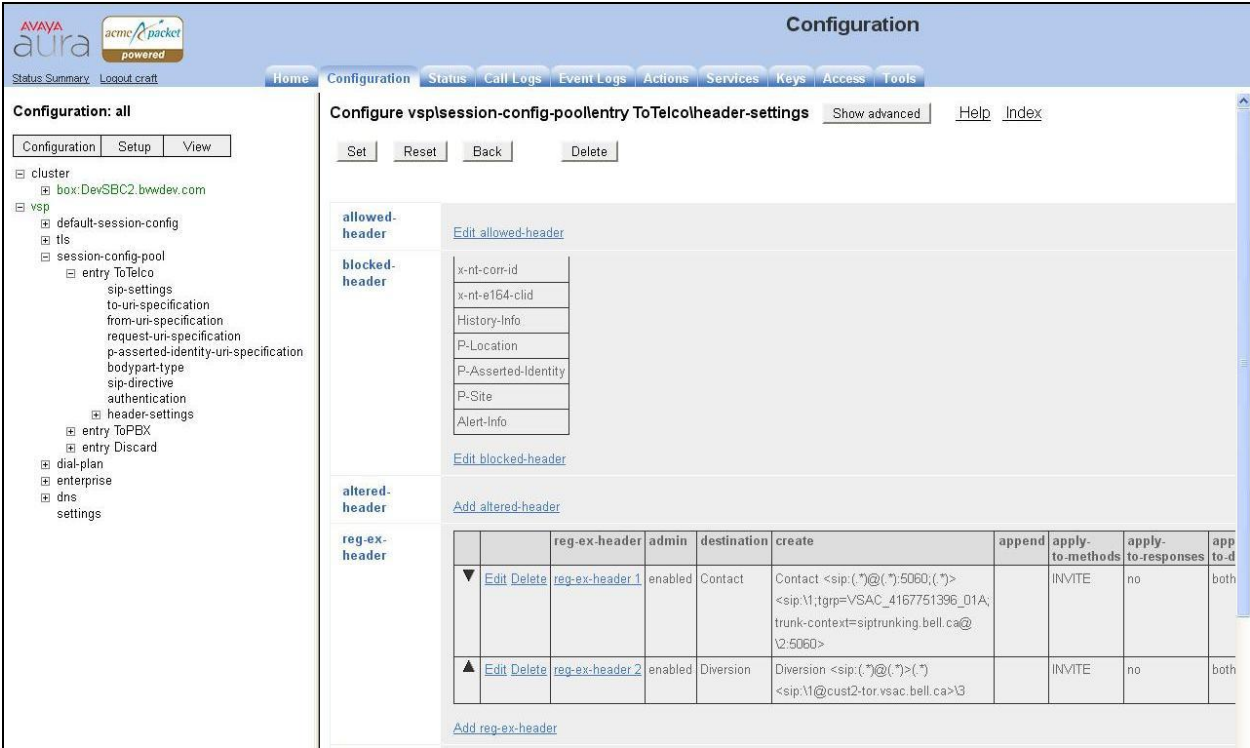 AVAYA
aura
acme packet
powered
Configuration
Status Summary Logout craft
Home Configuration Status Call Logs Event Logs Actions Services Keys Access Tools
Configuration: all
Configuration Setup View
cluster
box:DevSBC2.bvwdev.com
vsp
default-session-config
tls
session-config-pool
entry ToTelco
sip-settings
to-uri-specification
from-uri-specification
request-uri-specification
p-asserted-identity-uri-specification
bodypart-type
sip-directive
authentication
header-settings
entry ToPBX
entry Discard
dial-plan
enterprise
dns
settings
Configure vsp\session-config-pool\entry ToTelco\header-settings Show advanced Help Index
Set Reset Back Delete
allowed-
header
Edit allowed-header
blocked-
header
x-nt-corr-id
x-nt-e164-clid
History-Info
P-Location
P-Asserted-Identity
P-Site
Alert-Info
Edit blocked-header
altered-
header
Add altered-header
reg-ex-
header
reg-ex-header admin destination create append apply-
to-methods apply-
to-responses app
to-d
Edit Delete reg-ex-header 1 enabled Contact Contact <sip:(.*)@(.*):5060;(.*)>
<sip:\1;tgrp=VSAC_4167751396_01A;
trunk-context=siptrunking.bell.ca@
\2:5060>
INVITE no both
Edit Delete reg-ex-header 2 enabled Diversion Diversion <sip:(.*)@(.*)>(.*)
<sip:\1@cust2-tor.vsac.bell.ca>\3
INVITE no both
Add reg-ex-header